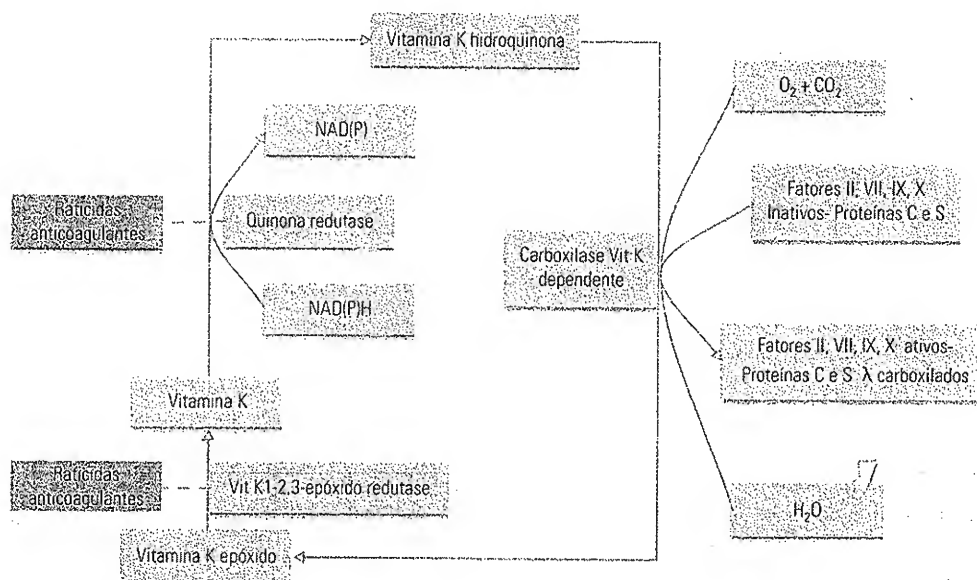 Vitamina K hidroquinona
O₂ + CO₂
NAD(P)
Fatores II, VII, IX, X
Inativos- Proteínas C e S
Raticidas
anticoagulantes
Quinona redutase
Carboxilase Vit K
dependente
NAD(P)H
Fatores II, VII, IX, X ativos-
Proteínas C e S λ carboxilados
Vitamina K
Raticidas
anticoagulantes
Vit K1-2,3-epóxido redutase
H₂O
Vitamina K epóxido